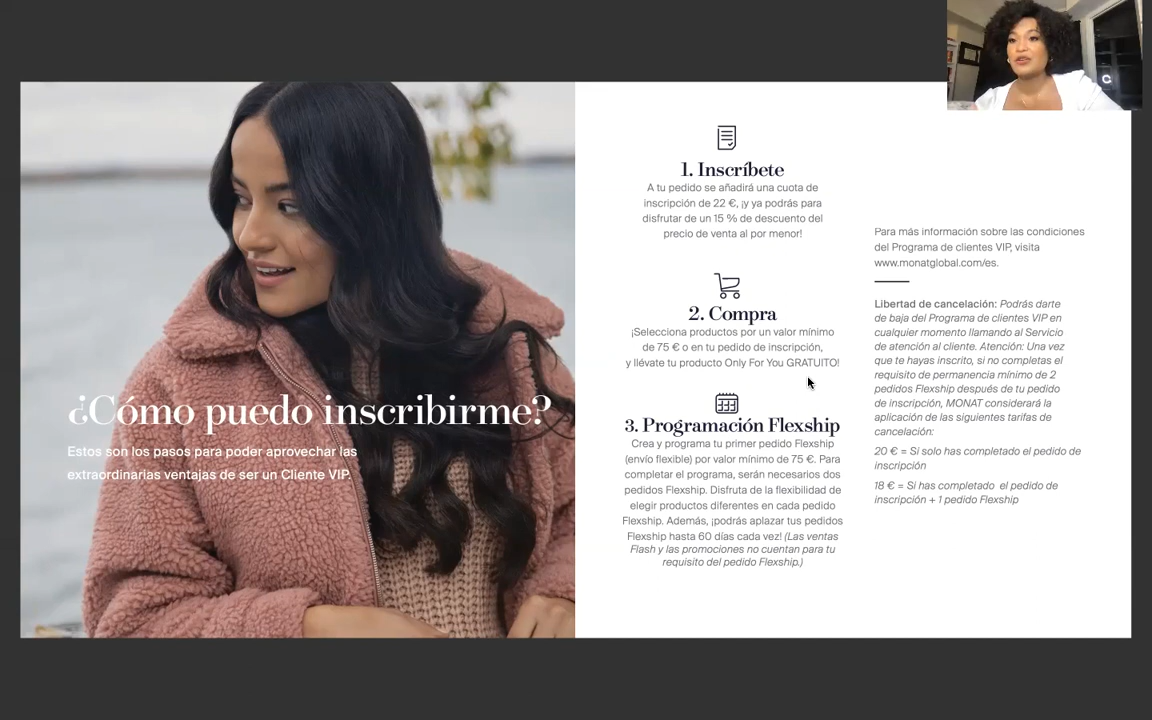 ¿Cómo puedo inscribirme?
Estos son los pasos para poder aprovechar las
extraordinarias ventajas de ser un Cliente VIP.
1. Inscríbete
A tu pedido se añadirá una cuota de
inscripción de 22 €, ¡y ya podrás para
disfrutar de un 15 % de descuento del
precio de venta al por menor!
2. Compra
¡Selecciona productos por un valor mínimo
de 75 € o en tu pedido de inscripción,
y llévate tu producto Only For You GRATUITO!
3. Programación Flexship
Crea y programa tu primer pedido Flexship
(envío flexible) por valor mínimo de 75 €. Para
completar el programa, serán necesarios dos
pedidos Flexship. Disfruta de la flexibilidad de
elegir productos diferentes en cada pedido
Flexship. Además, ¡podrás aplazar tus pedidos
Flexship hasta 60 días cada vez! (Las ventas
Flash y las promociones no cuentan para tu
requisito del pedido Flexship.)
Para más información sobre las condiciones
del Programa de clientes VIP, visita
www.monatglobal.com/es.
Libertad de cancelación: Podrás darte
de baja del Programa de clientes VIP en
cualquier momento llamando al Servicio
de atención al cliente. Atención: Una vez
que te hayas inscrito, si no completas el
requisito de permanencia mínimo de 2
pedidos Flexship después de tu pedido
de inscripción, MONAT considerará la
aplicación de las siguientes tarifas de
cancelación:
20 € = Si solo has completado el pedido de
inscripción
18 € = Si has completado el pedido de
inscripción + 1 pedido Flexship